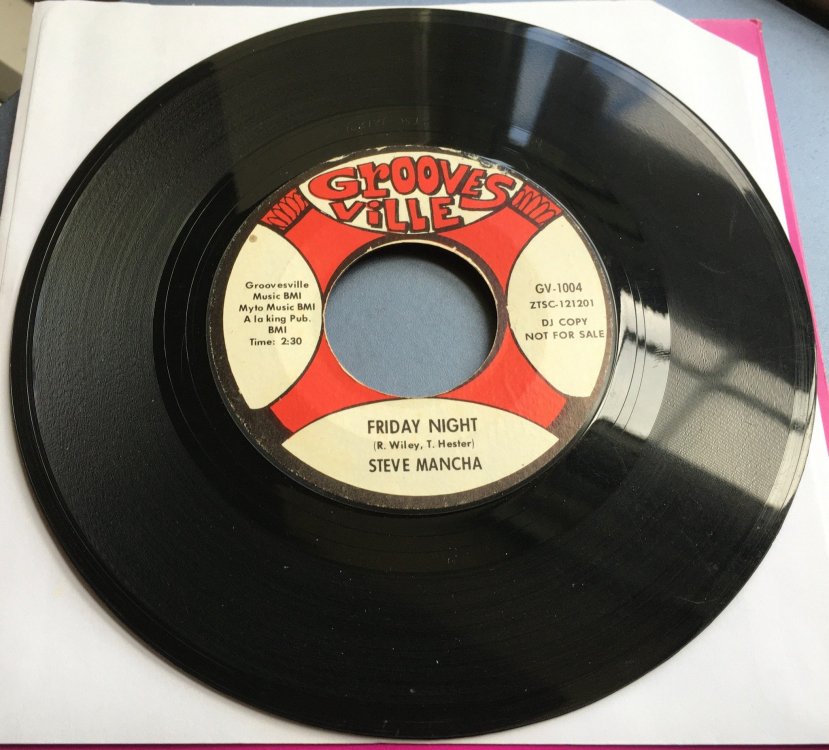 GROOVES
VILLE
Groovesville
Music BMI
Myto Music BMI
A la king Pub.
BMI
Time: 2:30
GV-1004
ZTSC-121201
DJ COPY
NOT FOR SALE
FRIDAY NIGHT
(R. Wiley, T. Hester)
STEVE MANCHA